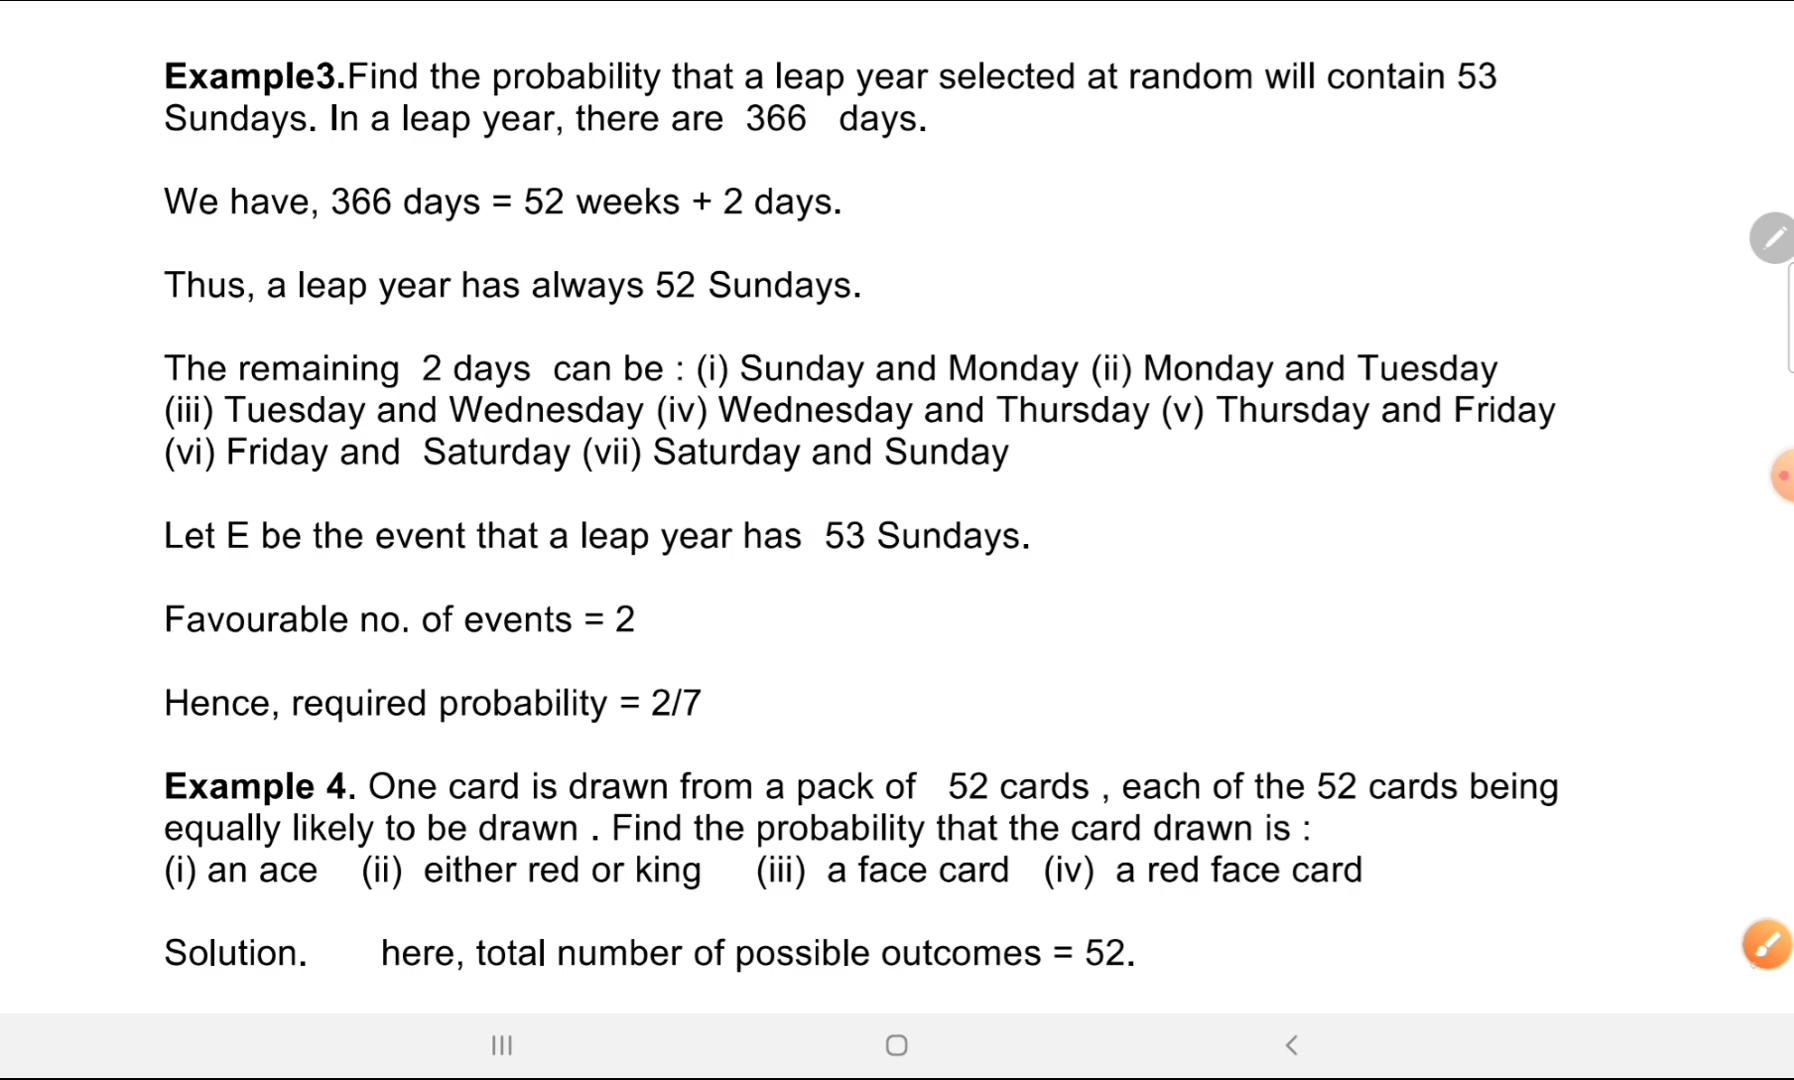 Example3.Find the probability that a leap year selected at random will contain 53
Sundays. In a leap year, there are 366 days.
We have, 366 days = 52 weeks + 2 days.
Thus, a leap year has always 52 Sundays.
The remaining 2 days can be : (i) Sunday and Monday (ii) Monday and Tuesday
(iii) Tuesday and Wednesday (iv) Wednesday and Thursday (v) Thursday and Friday
(vi) Friday and Saturday (vii) Saturday and Sunday
Let E be the event that a leap year has 53 Sundays.
Favourable no. of events = 2
Hence, required probability = 2/7
Example 4. One card is drawn from a pack of 52 cards , each of the 52 cards being
equally likely to be drawn . Find the probability that the card drawn is :
(i) an ace (ii) either red or king (iii) a face card (iv) a red face card
Solution. here, total number of possible outcomes = 52.